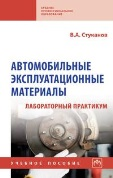 СРЕДНЕЕ
ПРОФЕССИОНАЛЬНОЕ
ОБРАЗОВАНИЕ
В.А. Стуканов
АВТОМОБИЛЬНЫЕ
ЭКСПЛУАТАЦИОННЫЕ
МАТЕРИАЛЫ
ЛАБОРАТОРНЫЙ ПРАКТИКУМ
УЧЕБНОЕ ПОСОБИЕ